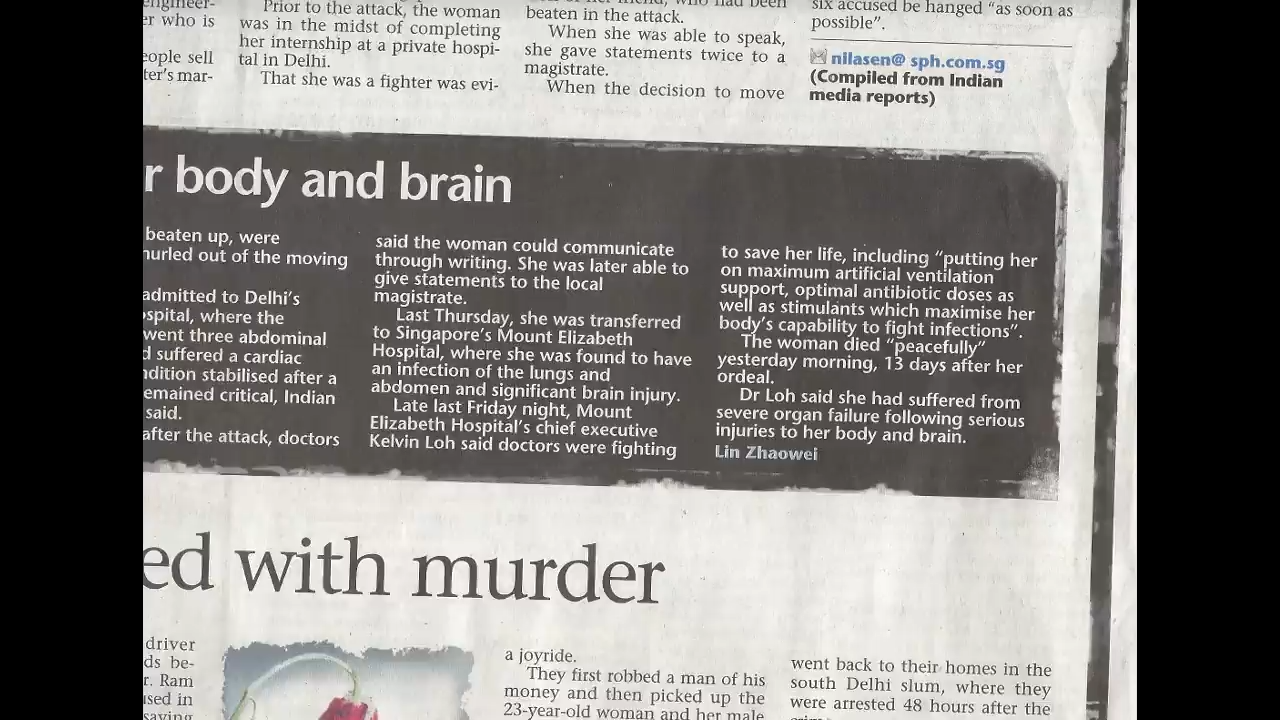 er who is
eople sell
ter's mar-
Prior to the attack, the woman
was in the midst of completing
her internship at a private hospi-
tal in Delhi.
That she was a fighter was evi-
beaten in the attack.
When she was able to speak,
she gave statements twice to a
magistrate.
When the decision to move
six accused be hanged "as soon as
possible".
nilasen@ sph.com.sg
(Compiled from Indian
media reports)
r body and brain
beaten up, were
hurled out of the moving
admitted to Delhi's
spital, where the
went three abdominal
d suffered a cardiac
ndition stabilised after a
emained critical, Indian
said.
after the attack, doctors
said the woman could communicate
through writing. She was later able to
give statements to the local
magistrate.
Last Thursday, she was transferred
to Singapore's Mount Elizabeth
Hospital, where she was found to have
an infection of the lungs and
abdomen and significant brain injury.
Late last Friday night, Mount
Elizabeth Hospital's chief executive
Kelvin Loh said doctors were fighting
to save her life, including "putting her
on maximum artificial ventilation
support, optimal antibiotic doses as
well as stimulants which maximise her
body's capability to fight infections".
The woman died "peacefully"
yesterday morning, 13 days after her
ordeal.
Dr Loh said she had suffered from
severe organ failure following serious
injuries to her body and brain.
Lin Zhaowei
ed with murder
driver
ds be-
r. Ram
ised in
saying
a joyride.
They first robbed a man of his
money and then picked up the
23-year-old woman and her male
went back to their homes in the
south Delhi slum, where they
were arrested 48 hours after the